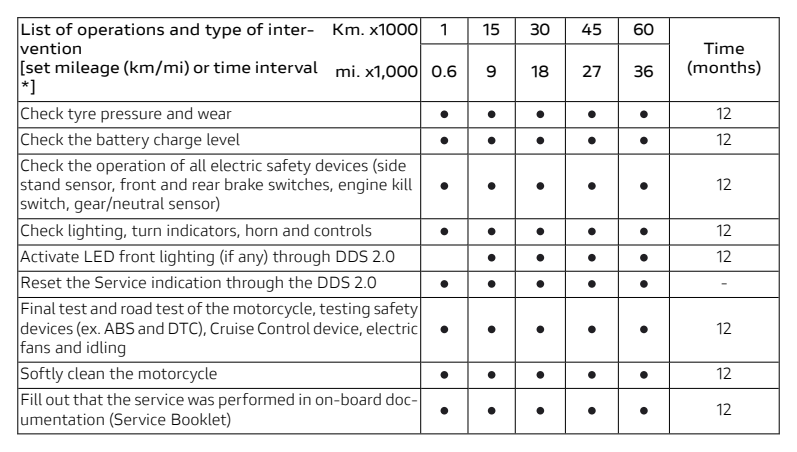 List of operations and type of inter- Km. x1000 1 15 30 45 60 Time
vention
[set mileage (km/mi) or time interval mi. x1,000 0.6 9 18 27 36 (months)
*]
Check tyre pressure and wear ● ● ● ● ● 12
Check the battery charge level ● ● ● ● ● 12
Check the operation of all electric safety devices (side
stand sensor, front and rear brake switches, engine kill ● ● ● ● ● 12
switch, gear/neutral sensor)
Check lighting, turn indicators, horn and controls ● ● ● ● ● 12
Activate LED front lighting (if any) through DDS 2.0 ● ● ● ● 12
Reset the Service indication through the DDS 2.0 ● ● ● ● ● -
Final test and road test of the motorcycle, testing safety
devices (ex. ABS and DTC), Cruise Control device, electric ● ● ● ● ● 12
fans and idling
Softly clean the motorcycle ● ● ● ● ● 12
Fill out that the service was performed in on-board doc- ● ● ● ● ● 12
umentation (Service Booklet)